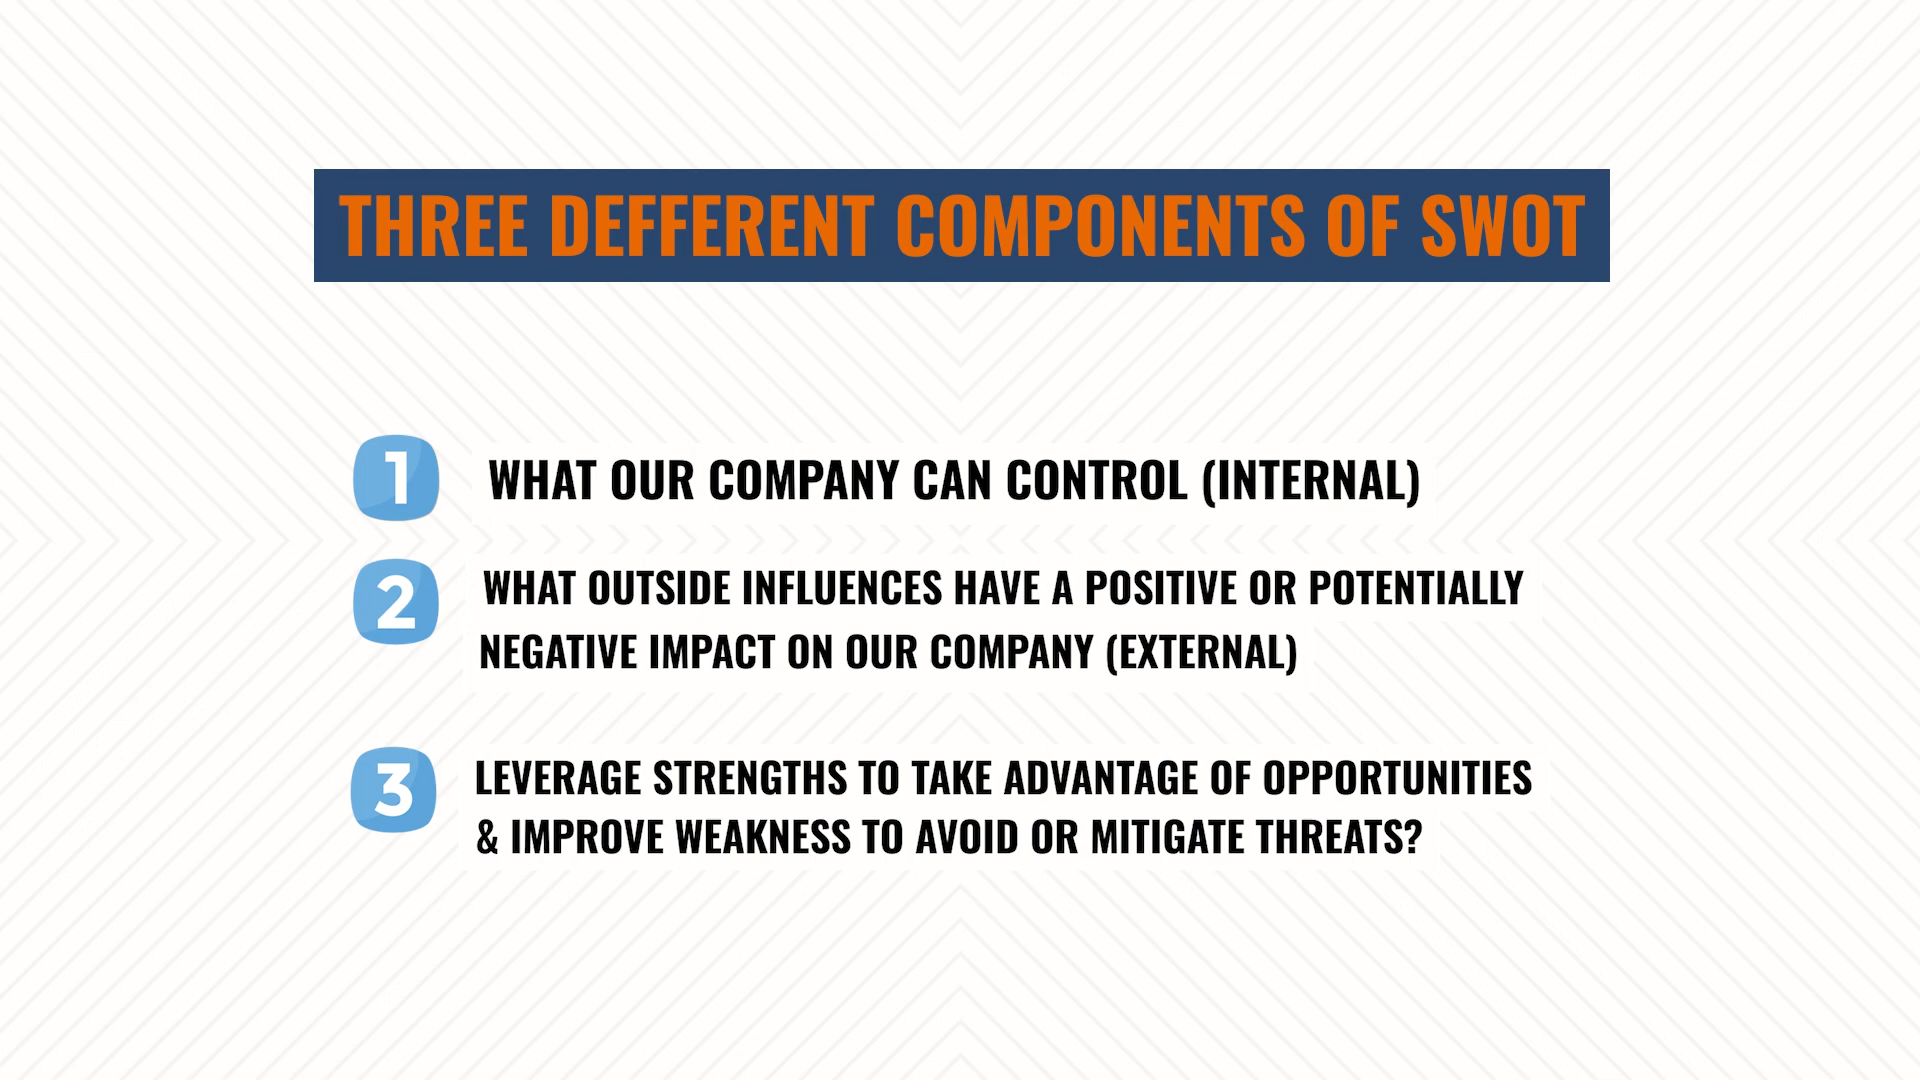 THREE DEFFERENT COMPONENTS OF SWOT
1 WHAT OUR COMPANY CAN CONTROL (INTERNAL)
2 WHAT OUTSIDE INFLUENCES HAVE A POSITIVE OR POTENTIALLY
NEGATIVE IMPACT ON OUR COMPANY (EXTERNAL)
3 LEVERAGE STRENGTHS TO TAKE ADVANTAGE OF OPPORTUNITIES
& IMPROVE WEAKNESS TO AVOID OR MITIGATE THREATS?